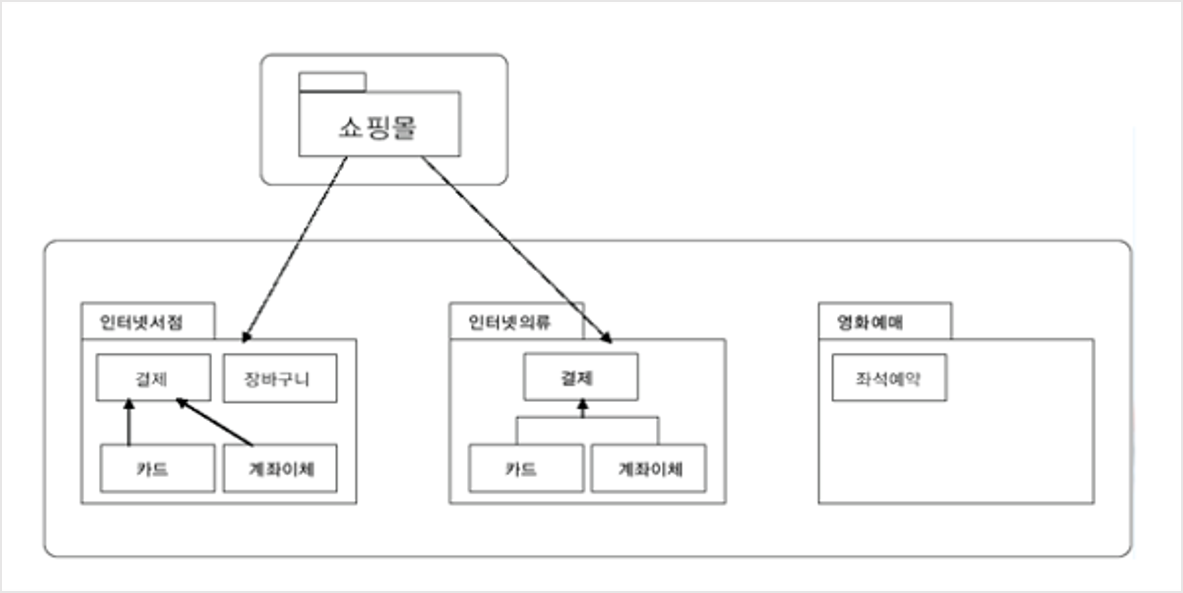 쇼핑몰
인터넷서점
인터넷의류
영화예매
결제
장바구니
결제
좌석예약
카드
계좌이체
카드
계좌이체